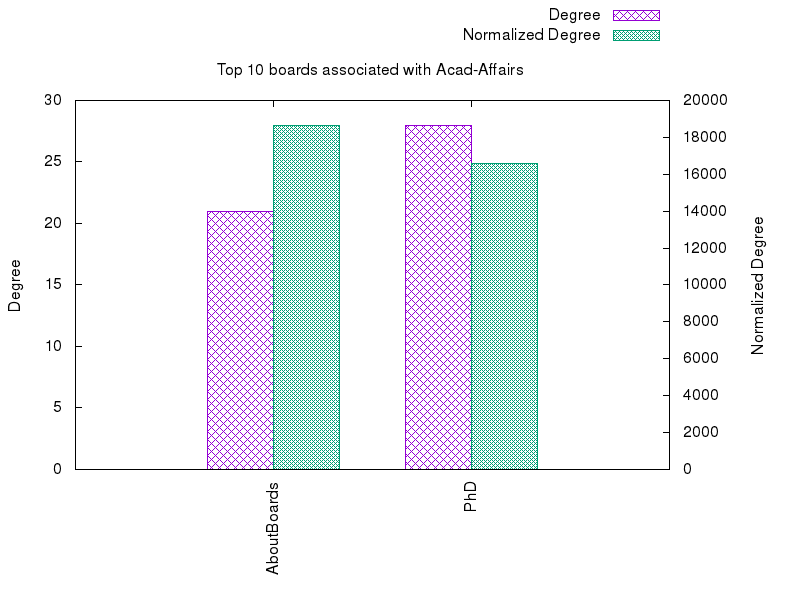 Degree
Normalized Degree
Top 10 boards associated with Acad-Affairs
30
25
20
15
10
5
0
Degree
20000
18000
16000
14000
12000
10000
8000
6000
4000
2000
0
Normalized Degree
AboutBoards
PhD